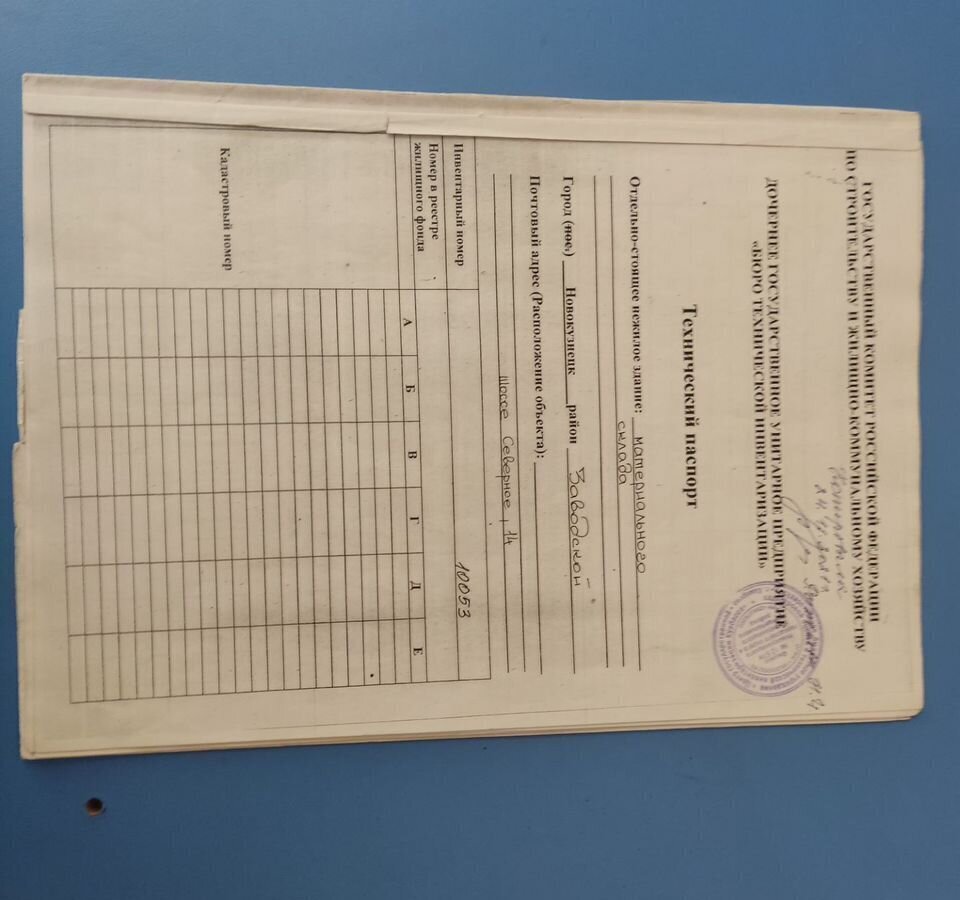 ГОСУДАРСТВЕННЫЙ КОМИТЕТ РОССИЙСКОЙ ФЕДЕРАЦИИ
ПО СТРОИТЕЛЬСТВУ И ЖИЛИЩНО-КОММУНАЛЬНОМУ ХОЗЯЙСТВУ
ДОЧЕРНЕЕ ГОСУДАРСТВЕННОЕ УНИТАРНОЕ ПРЕДПРИЯТИЕ
«БЮРО ТЕХНИЧЕСКОЙ ИНВЕНТАРИЗАЦИИ»
Технический паспорт
Отдельно-стоящее нежилое здание: материального
склада
Город (пос.) Новокузнецк район Заводской
Почтовый адрес (Расположение объекта):
шоссе Северное, 14
Инвентарный номер 10053
Номер в реестре
жилищного фонда
А Б В Г Д Е
Кадастровый номер